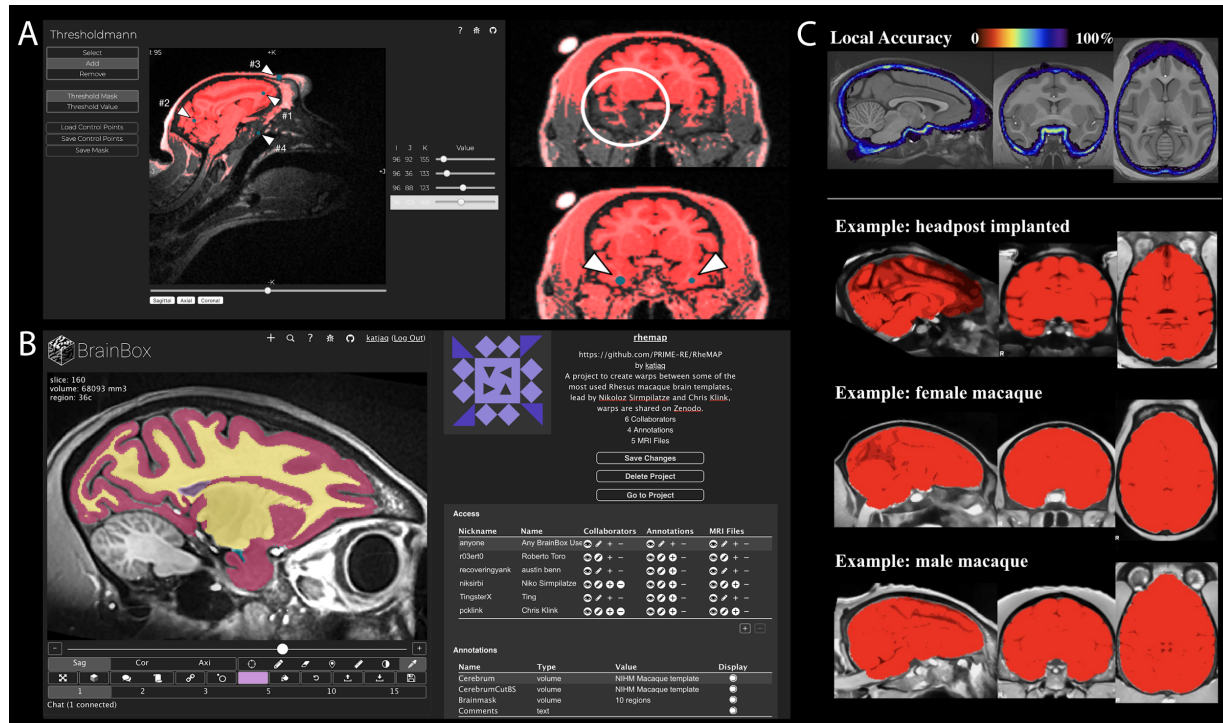 A
Thresholdmann
Select
Add
Remove
Threshold Mask
Threshold Value
Load Control Points
Save Control Points
Save Mask
+K
#3
#2
#1
#4
+J
-K
I J K Value
96 92 155
96 36 133
96 88 123
Sagittal Axial Coronal
?
B
BrainBox
+ ? katjaq (Log Out)
slice: 160
volume: 68093 mm3
region: 36c
- +
Sag Cor Axi
1 2 3 5 10 15
Chat (1 connected)
rhemap
https://github.com/PRIME-RE/RheMAP
by katjaq
A project to create warps between some of the
most used Rhesus macaque brain templates,
lead by Nikoloz Sirmpilatze and Chris Klink,
warps are shared on Zenodo.
6 Collaborators
4 Annotations
5 MRI Files
Save Changes
Delete Project
Go to Project
Access
Nickname Name Collaborators Annotations MRI Files
anyone Any BrainBox Use
r03ert0 Roberto Toro
recoveringyank austin benn
niksirbi Niko Sirmpilatze
TingsterX Ting
pcklink Chris Klink
+ -
Annotations
Name Type Value Display
Cerebrum volume NIHM Macaque template
CerebrumCutBS volume NIHM Macaque template
Brainmask volume 10 regions
Comments text
C
Local Accuracy 0 100%
Example: headpost implanted
R
Example: female macaque
R
Example: male macaque
R